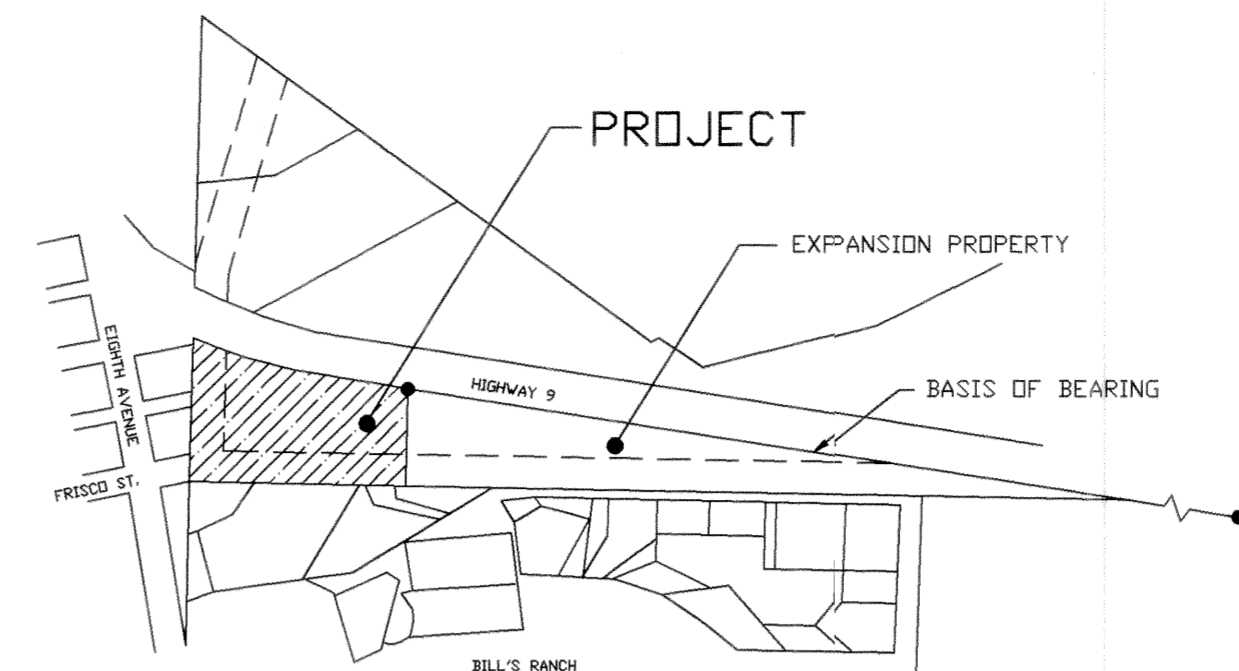 PROJECT
EXPANSION PROPERTY
BASIS OF BEARING
HIGHWAY 9
EIGHTH AVENUE
FRISCO ST.
BILL'S RANCH